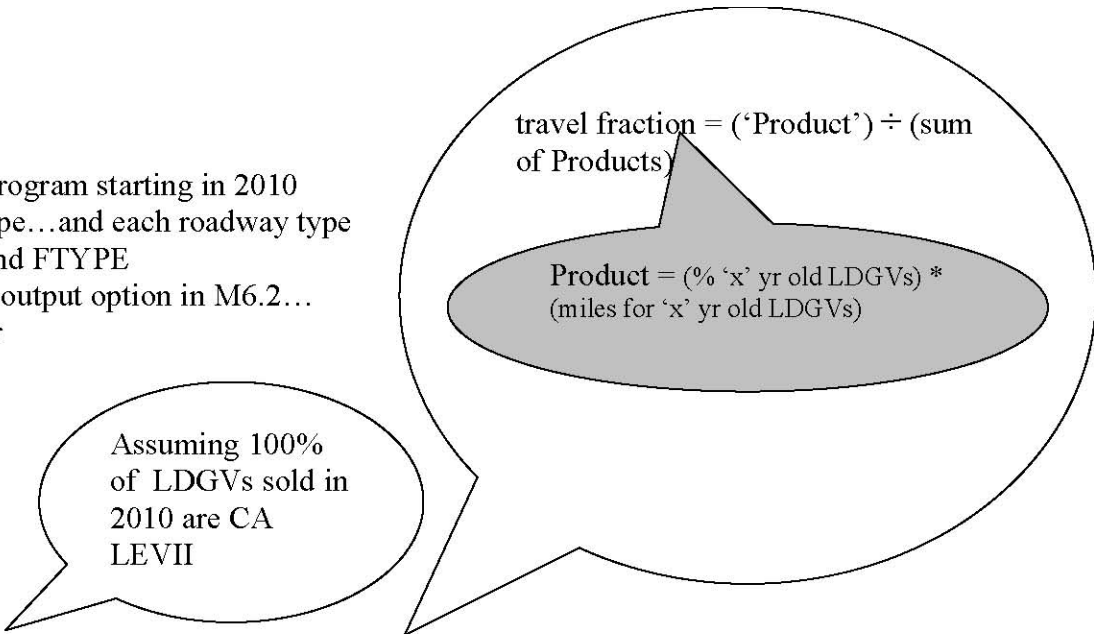 travel fraction = (‘Product’) ÷ (sum
of Products)
rogram starting in 2010
pe…and each roadway type
nd FTYPE
output option in M6.2…
Product = (% ‘x’ yr old LDGVs) *
(miles for ‘x’ yr old LDGVs)
Assuming 100%
of LDGVs sold in
2010 are CA
LEVII